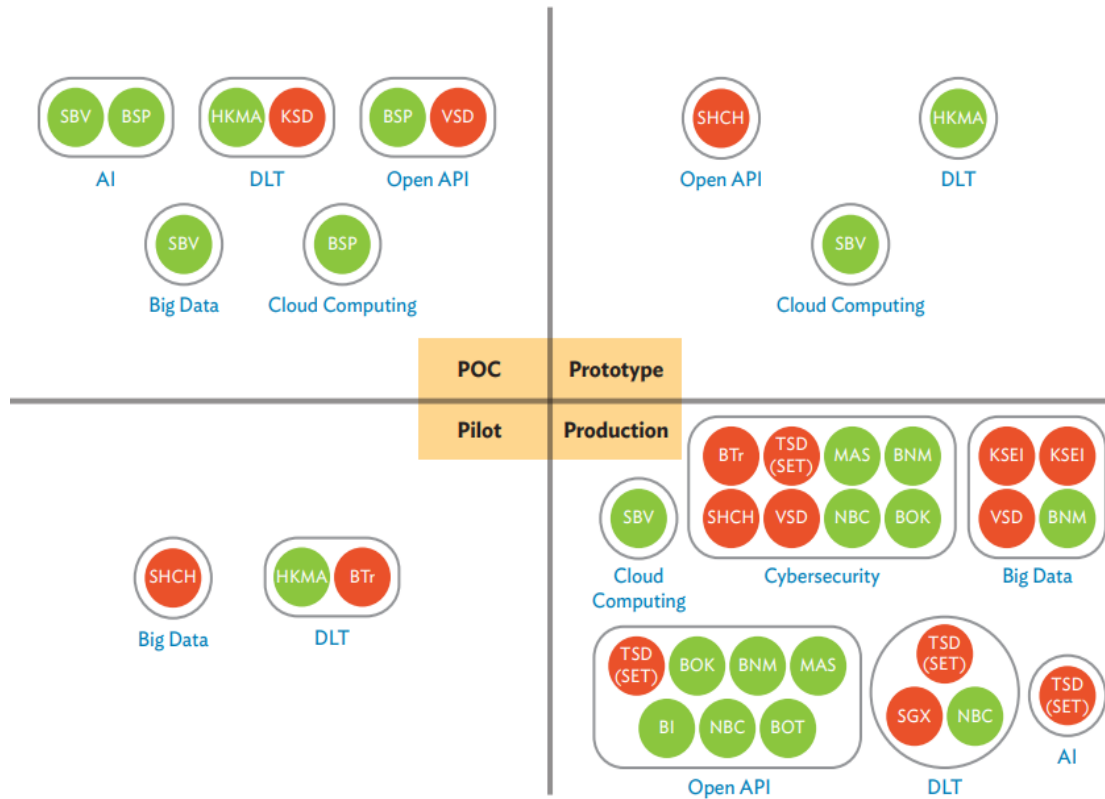 SBV BSP
AI
HKMA KSD
DLT
BSP VSD
Open API
SBV
Big Data
BSP
Cloud Computing
SHCH
Open API
HKMA
DLT
SBV
Cloud Computing
POC
Prototype
Pilot
Production
SHCH
Big Data
HKMA BTr
DLT
SBV
Cloud
Computing
BTr TSD (SET) MAS BNM
SHCH VSD NBC BOK
Cybersecurity
KSEI KSEI
VSD BNM
Big Data
TSD (SET) BOK BNM MAS
BI NBC BOT
Open API
TSD
(SET)
SGX NBC
DLT
TSD
(SET)
AI